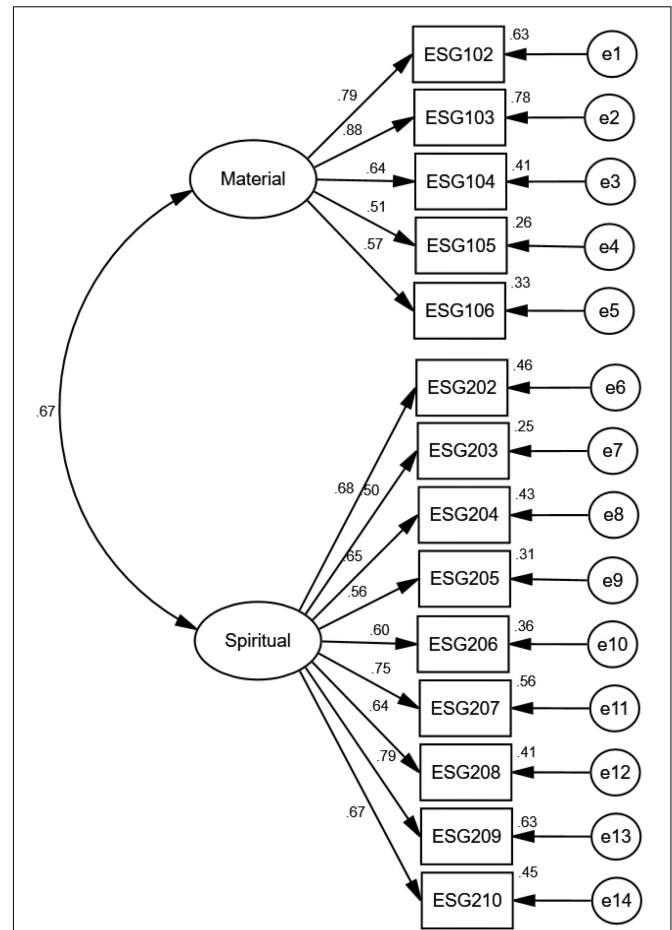 .63
ESG102
e1
.79
.78
ESG103
e2
.88
Material
.64
.41
ESG104
e3
.51
.26
ESG105
e4
.57
.33
ESG106
e5
.67
.46
ESG202
e6
.68
.25
ESG203
e7
.50
.43
ESG204
e8
.65
.31
ESG205
e9
.56
Spiritual
.60
.36
ESG206
e10
.75
.56
ESG207
e11
.64
.41
ESG208
e12
.79
.63
ESG209
e13
.67
.45
ESG210
e14